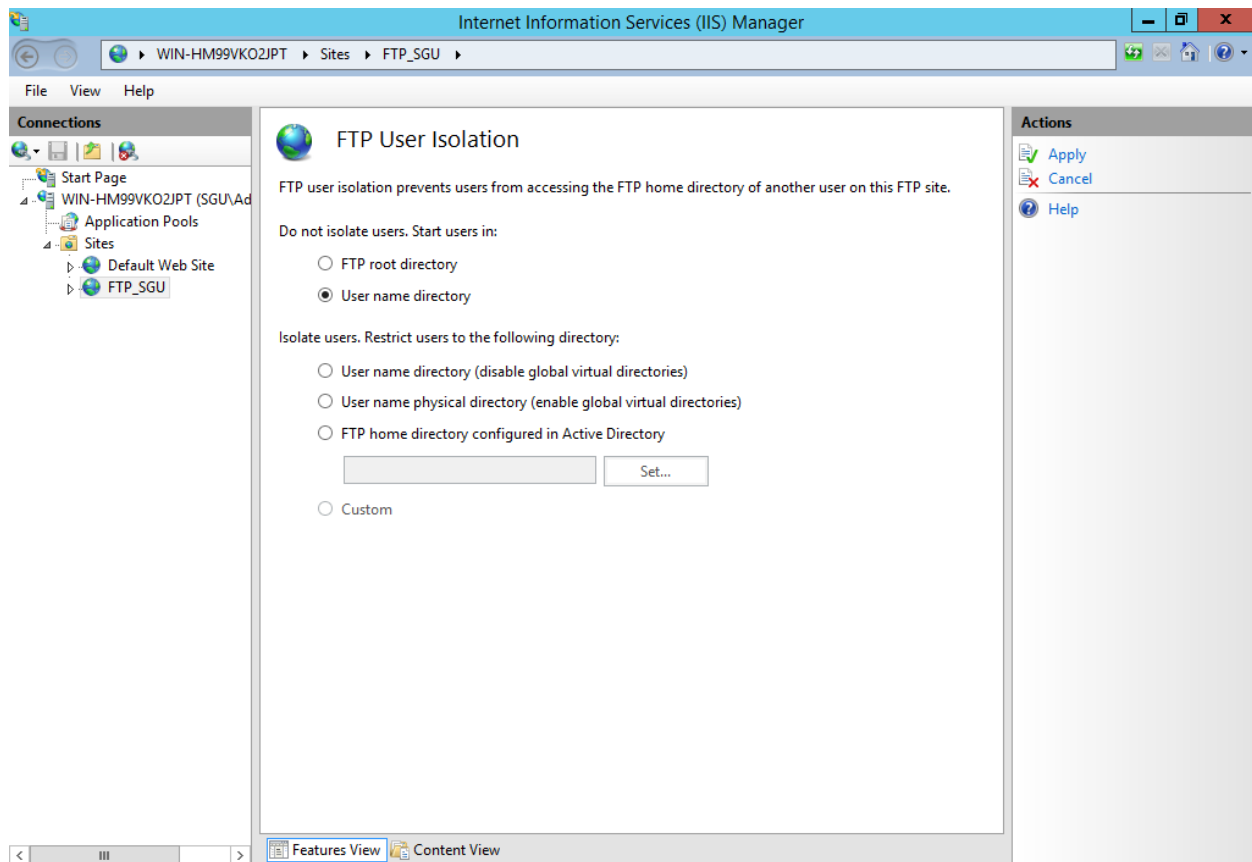 Internet Information Services (IIS) Manager
WIN-HM99VKO2JPT Sites FTP_SGU
File View Help
Connections
Start Page
WIN-HM99VKO2JPT (SGU\Ad
Application Pools
Sites
Default Web Site
FTP_SGU
FTP User Isolation
FTP user isolation prevents users from accessing the FTP home directory of another user on this FTP site.
Do not isolate users. Start users in:
FTP root directory
User name directory
Isolate users. Restrict users to the following directory:
User name directory (disable global virtual directories)
User name physical directory (enable global virtual directories)
FTP home directory configured in Active Directory
Set...
Custom
Features View Content View
Actions
Apply
Cancel
Help